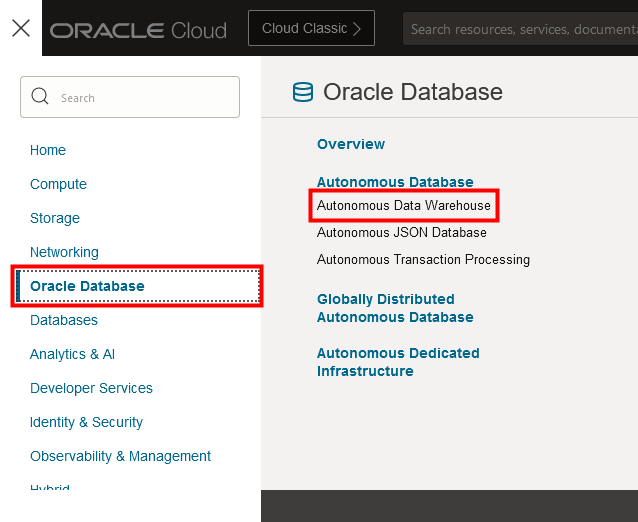 ORACLE Cloud
Cloud Classic
Search resources, services, documenta
Search
Home
Compute
Storage
Networking
Oracle Database
Databases
Analytics & AI
Developer Services
Identity & Security
Observability & Management
Hybrid
Oracle Database
Overview
Autonomous Database
Autonomous Data Warehouse
Autonomous JSON Database
Autonomous Transaction Processing
Globally Distributed
Autonomous Database
Autonomous Dedicated
Infrastructure